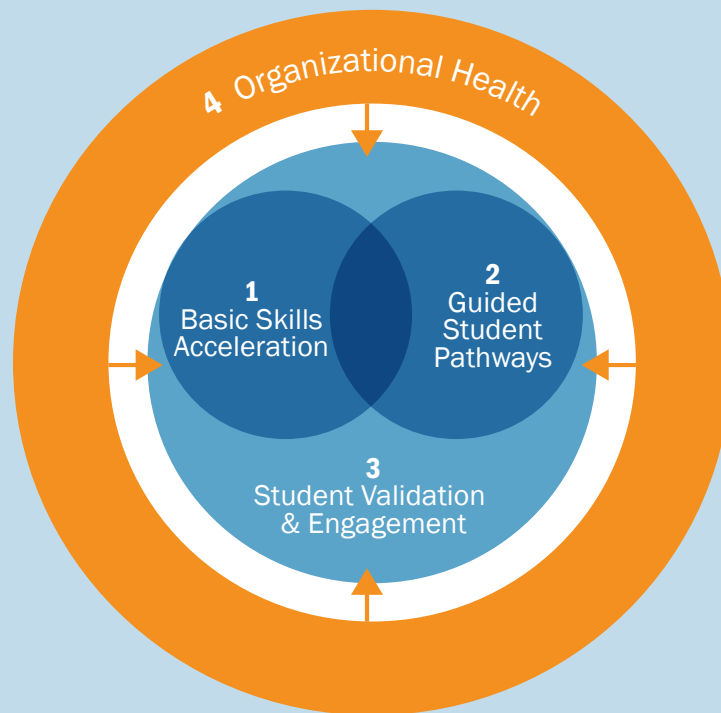 4 Organizational Health
1
Basic Skills
Acceleration
2
Guided
Student
Pathways
3
Student Validation
& Engagement